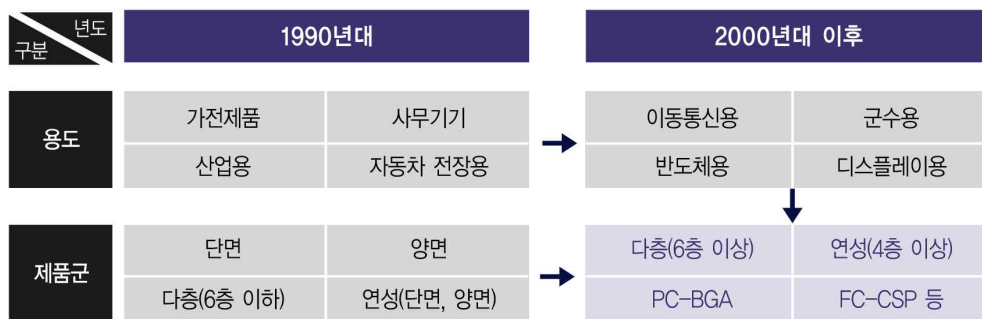 년도
구분
1990년대
2000년대 이후
용도
가전제품
사무기기
이동통신용
군수용
산업용
자동차 전장용
반도체용
디스플레이용
제품군
단면
양면
다층(6층 이상)
연성(4층 이상)
다층(6층 이하)
연성(단면, 양면)
PC-BGA
FC-CSP 등